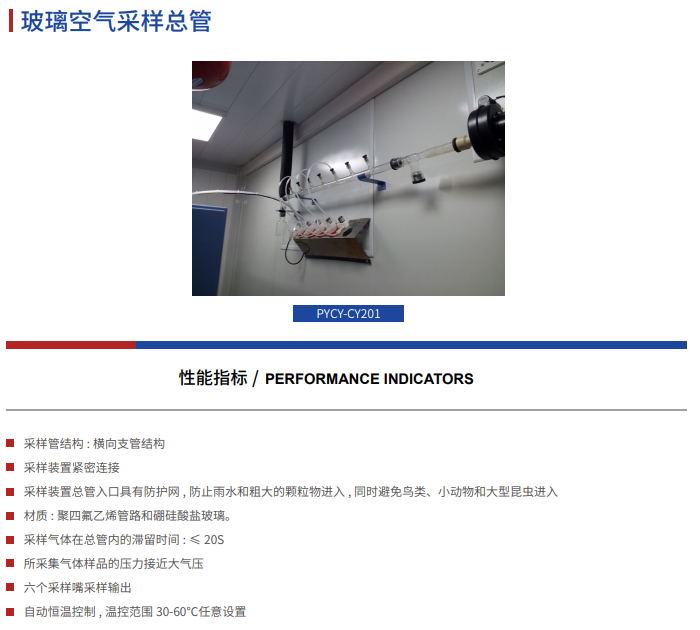 玻璃空气采样总管
PYCY-CY201
性能指标 / PERFORMANCE INDICATORS
采样管结构 : 横向支管结构
采样装置紧密连接
采样装置总管入口具有防护网 , 防止雨水和粗大的颗粒物进入 , 同时避免鸟类、小动物和大型昆虫进入
材质 : 聚四氟乙烯管路和硼硅酸盐玻璃。
采样气体在总管内的滞留时间 : ≤ 20S
所采集气体样品的压力接近大气压
六个采样嘴采样输出
自动恒温控制 , 温控范围 30-60℃任意设置